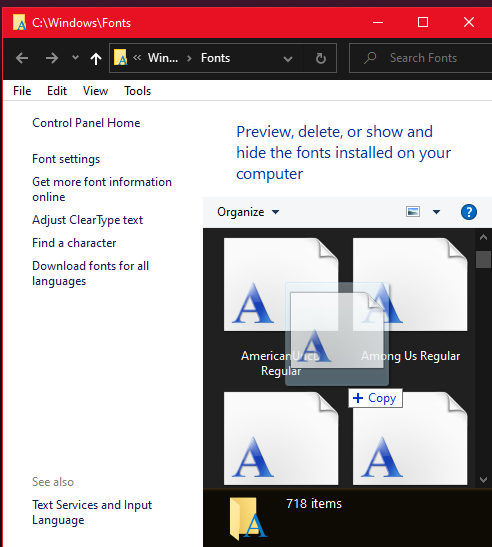 C:\Windows\Fonts
Win...
Fonts
Search Fonts
File Edit View Tools
Control Panel Home
Font settings
Get more font information
online
Adjust ClearType text
Find a character
Download fonts for all
languages
See also
Text Services and Input
Language
Preview, delete, or show and
hide the fonts installed on your
computer
Organize
?
A A
A
Regular
Among Us Regular
Copy
A A
A
718 items